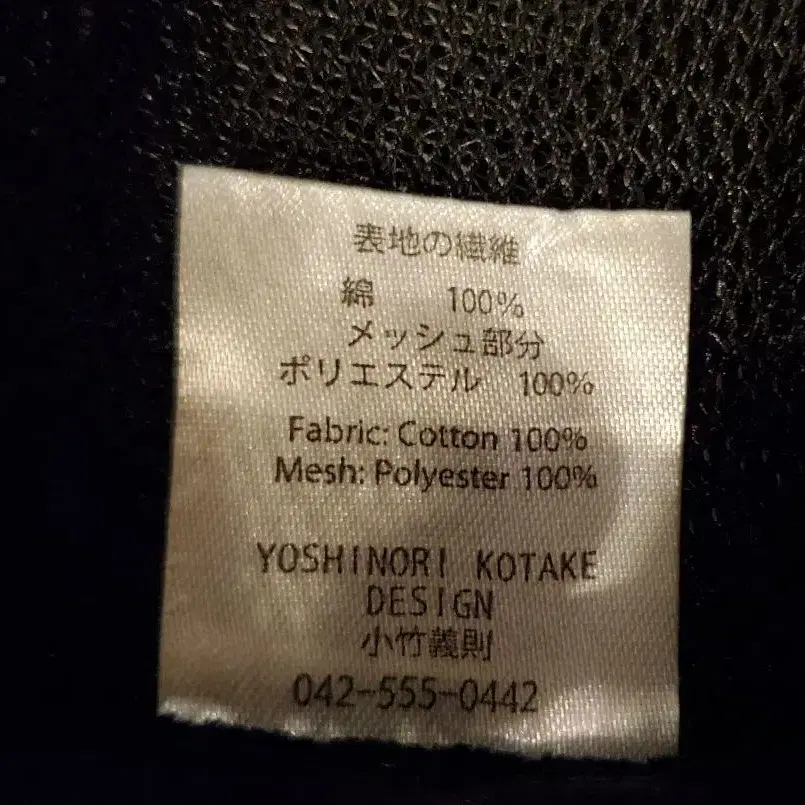 表地の繊維
綿 100%
メッシュ部分
ポリエステル 100%
Fabric: Cotton 100%
Mesh: Polyester 100%
YOSHINORI KOTAKE
DESIGN
小竹義則
042-555-0442